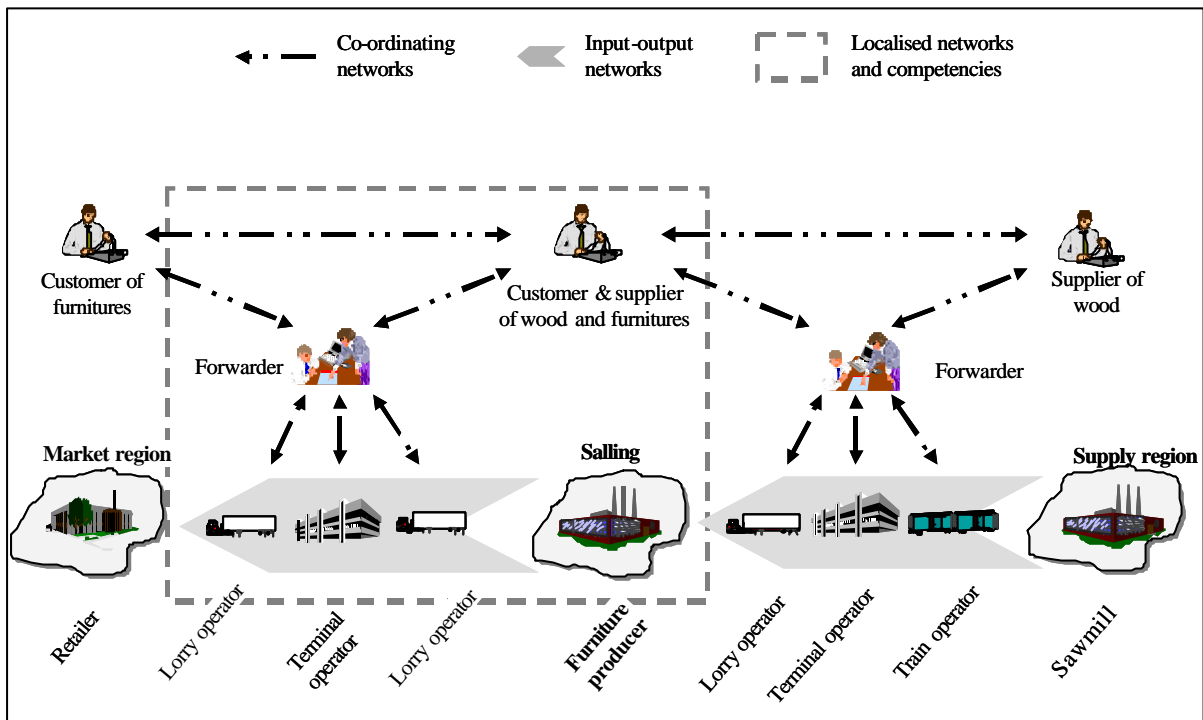 Co-ordinating
networks
Input-output
networks
Localised networks
and competencies
Customer of
furnitures
Customer & supplier
of wood and furnitures
Supplier of
wood
Forwarder
Forwarder
Market region
Salling
Supply region
Retailer
Lorry operator
Terminal
operator
Lorry operator
Furniture
producer
Lorry operator
Terminal operator
Train operator
Sawmill